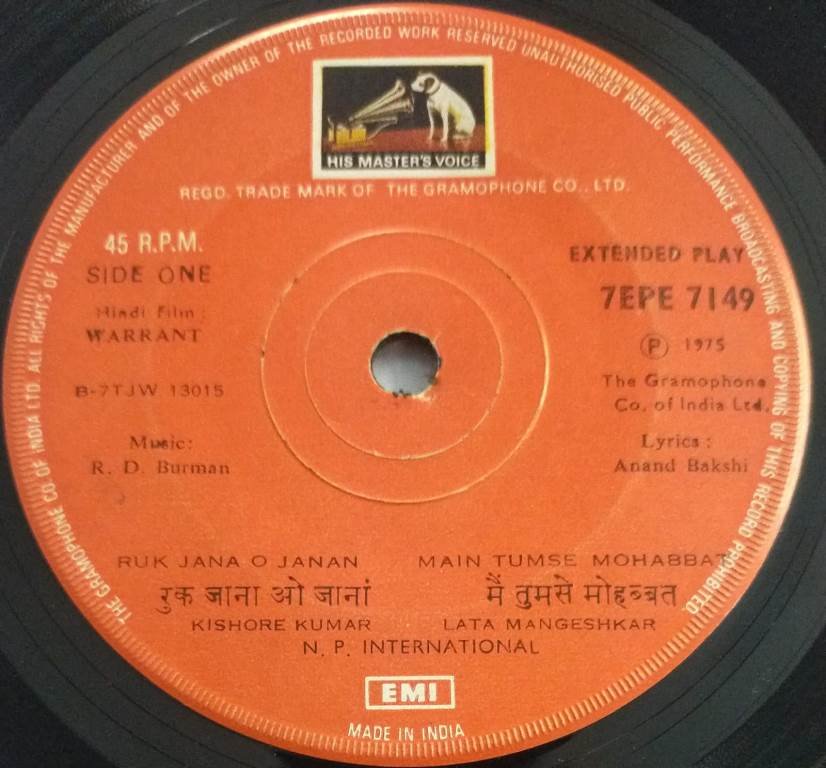 THE GRAMOPHONE CO. OF INDIA LTD. ALL RIGHTS OF THE MANUFACTURER AND OF THE OWNER OF THE RECORDED WORK RESERVED UNAUTHORISED PUBLIC PERFORMANCE BROADCASTING AND COPYING OF THIS RECORD PROHIBITED.
HIS MASTER'S VOICE
REGD. TRADE MARK OF THE GRAMOPHONE CO., LTD.
45 R.P.M.
SIDE ONE
Hindi Film :
WARRANT
B-7TJW 13015
Music:
R. D. Burman
EXTENDED PLAY
7EPE 7149
Ⓟ 1975
The Gramophone
Co. of India Ltd.
Lyrics :
Anand Bakshi
RUK JANA O JANAN
रुक जाना ओ जानां
KISHORE KUMAR
MAIN TUMSE MOHABBAT
मैं तुमसे मोहब्बत
LATA MANGESHKAR
N. P. INTERNATIONAL
EMI
MADE IN INDIA